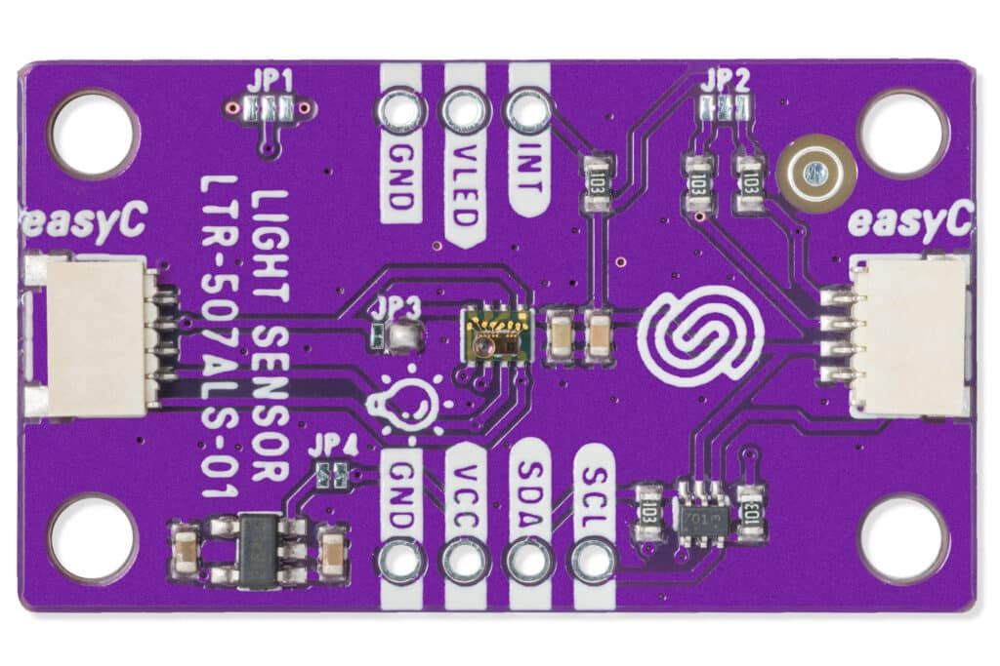 JP1
JP2
GND
VLED
INT
103
103
103
easyC
easyC
LIGHT SENSOR
LTR-507ALS-01
JP3
JP4
GND
VCC
SDA
SCL
103
103